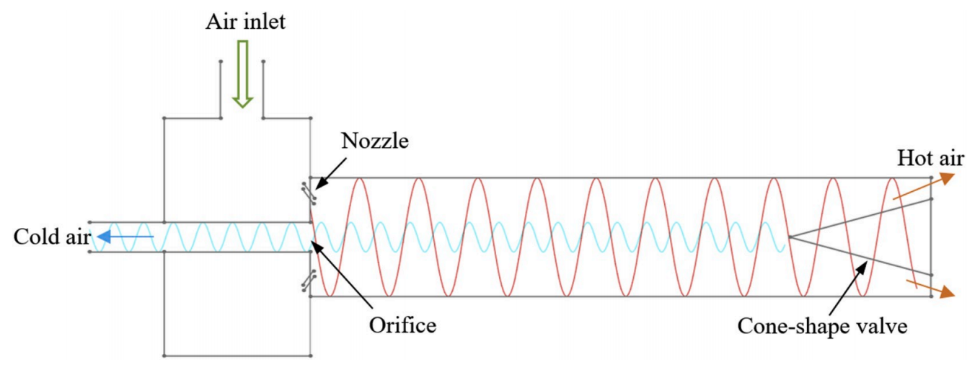 Air inlet
Nozzle
Hot air
Cold air
Orifice
Cone-shape valve